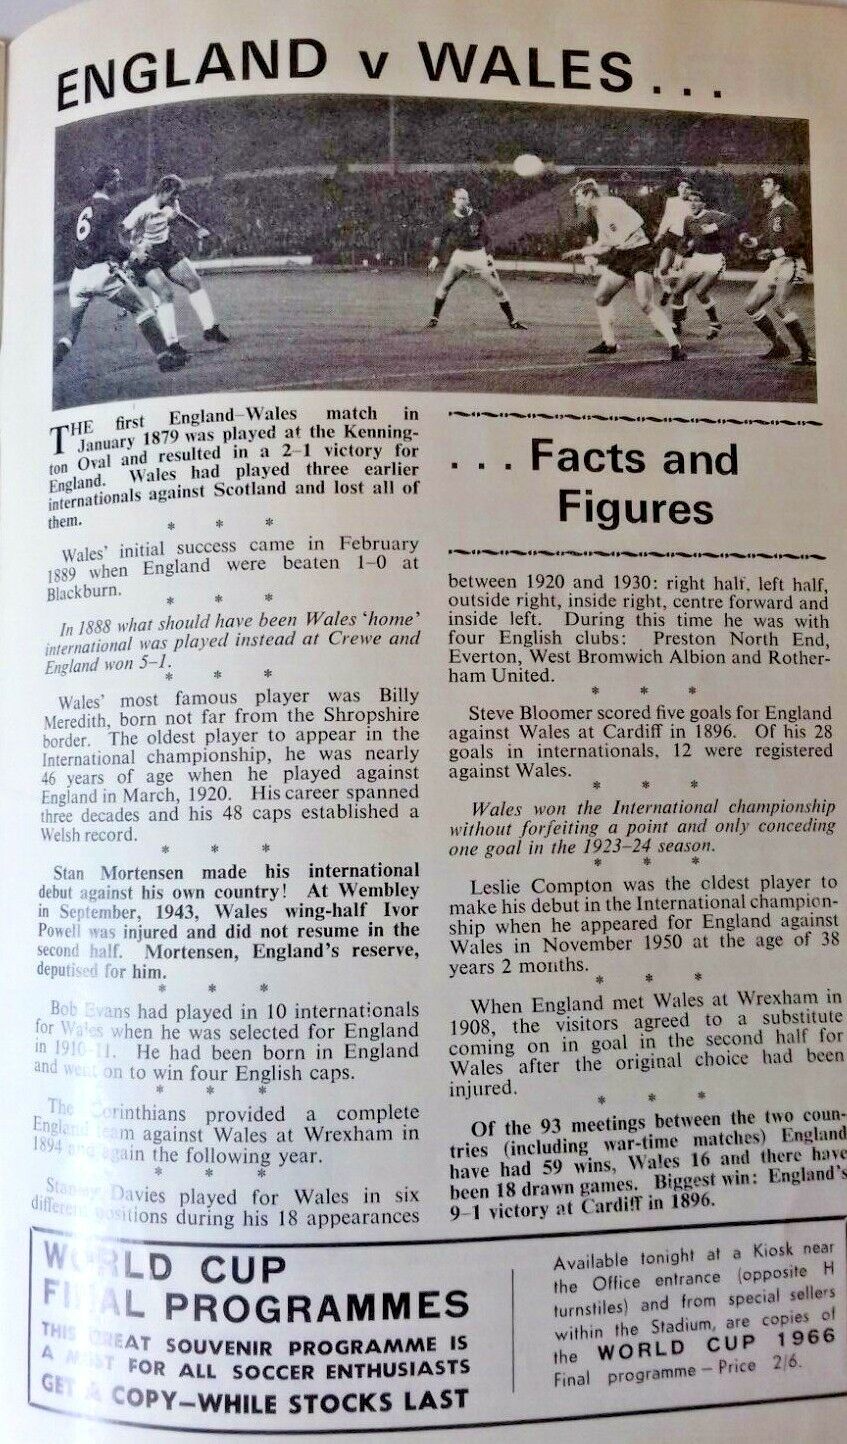 ENGLAND v WALES . . .
6
THE first England–Wales match in
January 1879 was played at the Kenning-
ton Oval and resulted in a 2–1 victory for
England. Wales had played three earlier
internationals against Scotland and lost all of
them.
* * *
Wales' initial success came in February
1889 when England were beaten 1–0 at
Blackburn.
* * *
In 1888 what should have been Wales 'home'
international was played instead at Crewe and
England won 5–1.
* * *
Wales' most famous player was Billy
Meredith, born not far from the Shropshire
border. The oldest player to appear in the
International championship, he was nearly
46 years of age when he played against
England in March, 1920. His career spanned
three decades and his 48 caps established a
Welsh record.
* * *
Stan Mortensen made his international
debut against his own country! At Wembley
in September, 1943, Wales wing-half Ivor
Powell was injured and did not resume in the
second half. Mortensen, England's reserve,
deputised for him.
* * *
Bob Evans had played in 10 internationals
for Wales when he was selected for England
in 1910–11. He had been born in England
and went on to win four English caps.
* * *
The Corinthians provided a complete
England team against Wales at Wrexham in
1894 and again the following year.
* * *
Stanley Davies played for Wales in six
different positions during his 18 appearances
. . . Facts and
Figures
between 1920 and 1930: right half, left half,
outside right, inside right, centre forward and
inside left. During this time he was with
four English clubs: Preston North End,
Everton, West Bromwich Albion and Rother-
ham United.
* * *
Steve Bloomer scored five goals for England
against Wales at Cardiff in 1896. Of his 28
goals in internationals, 12 were registered
against Wales.
* * *
Wales won the International championship
without forfeiting a point and only conceding
one goal in the 1923–24 season.
* * *
Leslie Compton was the oldest player to
make his debut in the International champion-
ship when he appeared for England against
Wales in November 1950 at the age of 38
years 2 months.
* * *
When England met Wales at Wrexham in
1908, the visitors agreed to a substitute
coming on in goal in the second half for
Wales after the original choice had been
injured.
* * *
Of the 93 meetings between the two coun-
tries (including war-time matches) England
have had 59 wins, Wales 16 and there have
been 18 drawn games. Biggest win: England's
9–1 victory at Cardiff in 1896.
WORLD CUP
FINAL PROGRAMMES
THIS GREAT SOUVENIR PROGRAMME IS
A MUST FOR ALL SOCCER ENTHUSIASTS
GET A COPY—WHILE STOCKS LAST
Available tonight at a Kiosk near
the Office entrance (opposite H
turnstiles) and from special sellers
within the Stadium, are copies of
the WORLD CUP 1966
Final programme – Price 2/6.